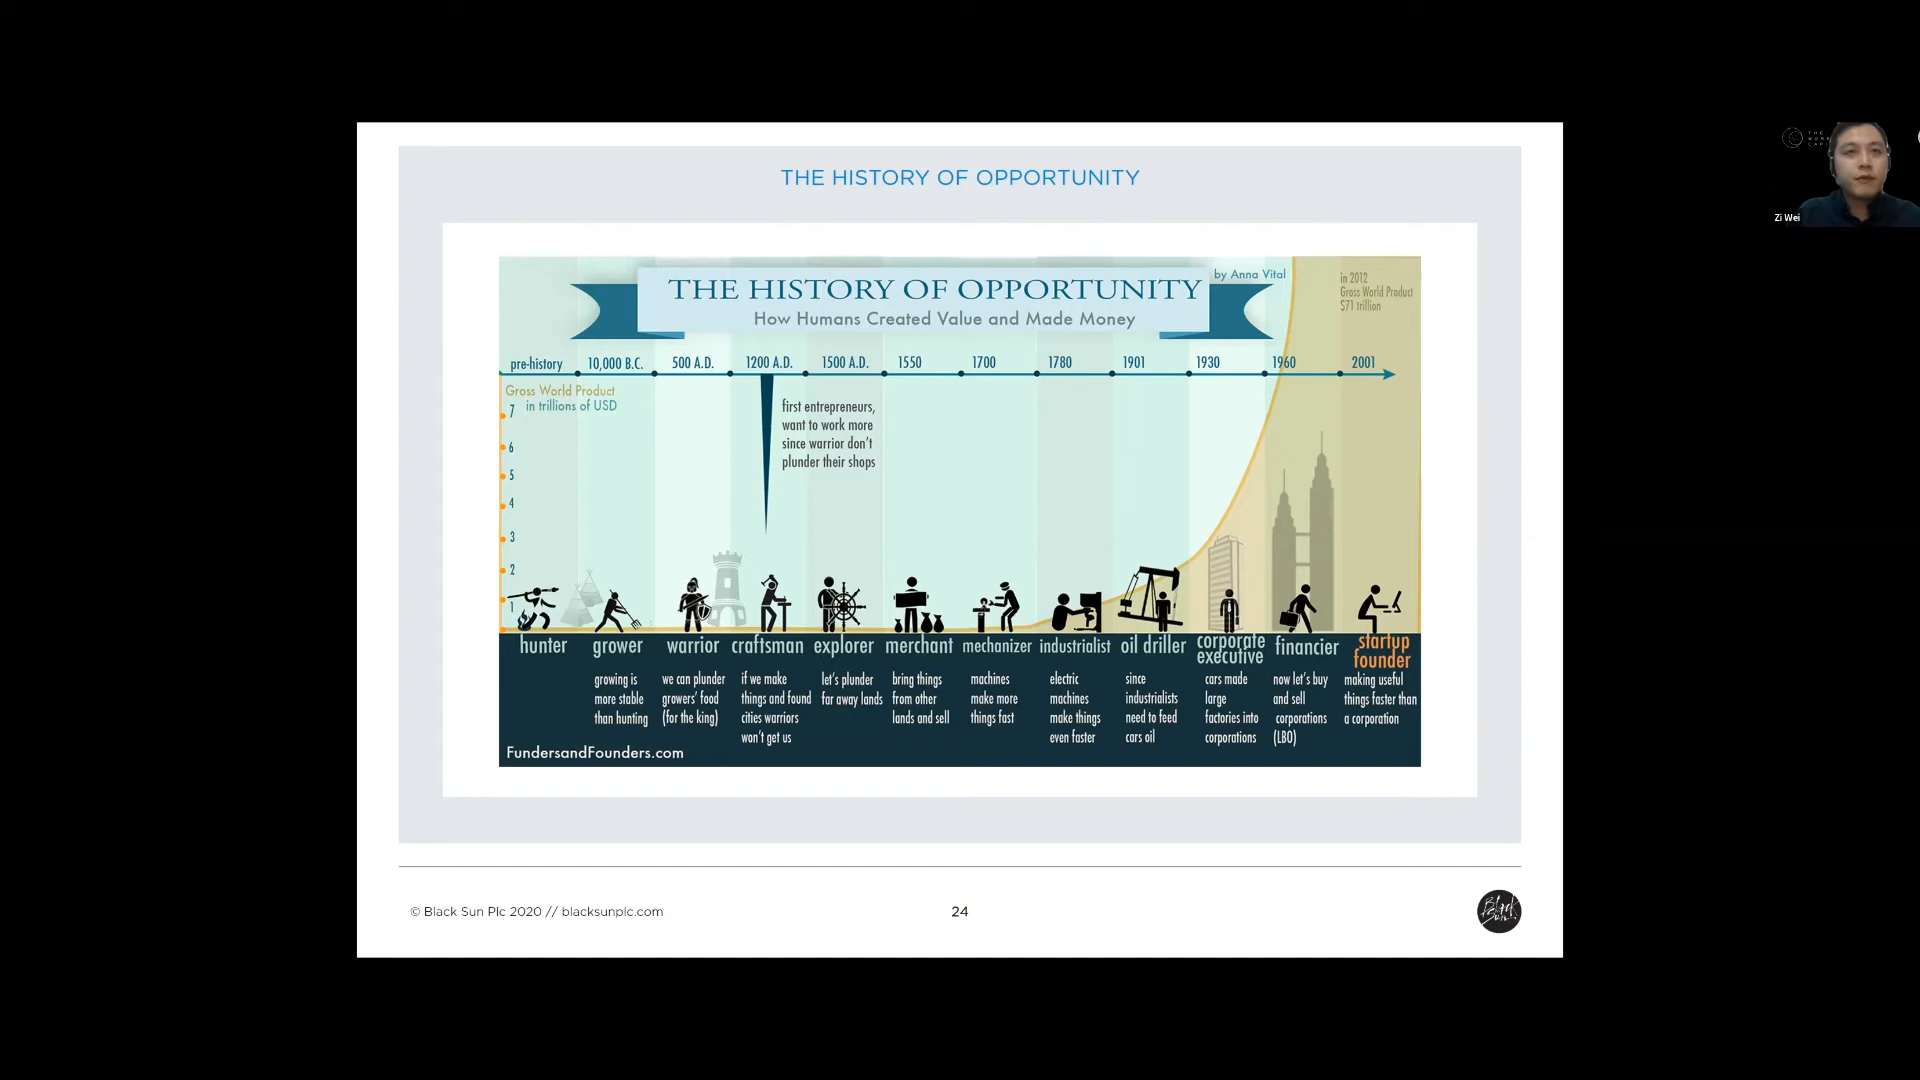 THE HISTORY OF OPPORTUNITY
THE HISTORY OF OPPORTUNITY
by Anna Vital
How Humans Created Value and Made Money
in 2012
Gross World Product
$71 trillion
pre-history
10,000 B.C.
500 A.D.
1200 A.D.
1500 A.D.
1550
1700
1780
1901
1930
1960
2001
Gross World Product
in trillions of USD
7
6
5
4
3
2
1
first entrepreneurs,
want to work more
since warrior don't
plunder their shops
hunter
grower
growing is
more stable
than hunting
warrior
we can plunder
growers' food
(for the king)
craftsman
if we make
things and found
cities warriors
won't get us
explorer
let's plunder
far away lands
merchant
bring things
from other
lands and sell
mechanizer
machines
make more
things fast
industrialist
electric
machines
make things
even faster
oil driller
since
industrialists
need to feed
cars oil
corporate
executive
cars made
large
factories into
corporations
financier
now let's buy
and sell
corporations
(LBO)
startup
founder
making useful
things faster than
a corporation
FundersandFounders.com
© Black Sun Plc 2020 // blacksunplc.com
24
Black
Sun
THE
Zi Wei